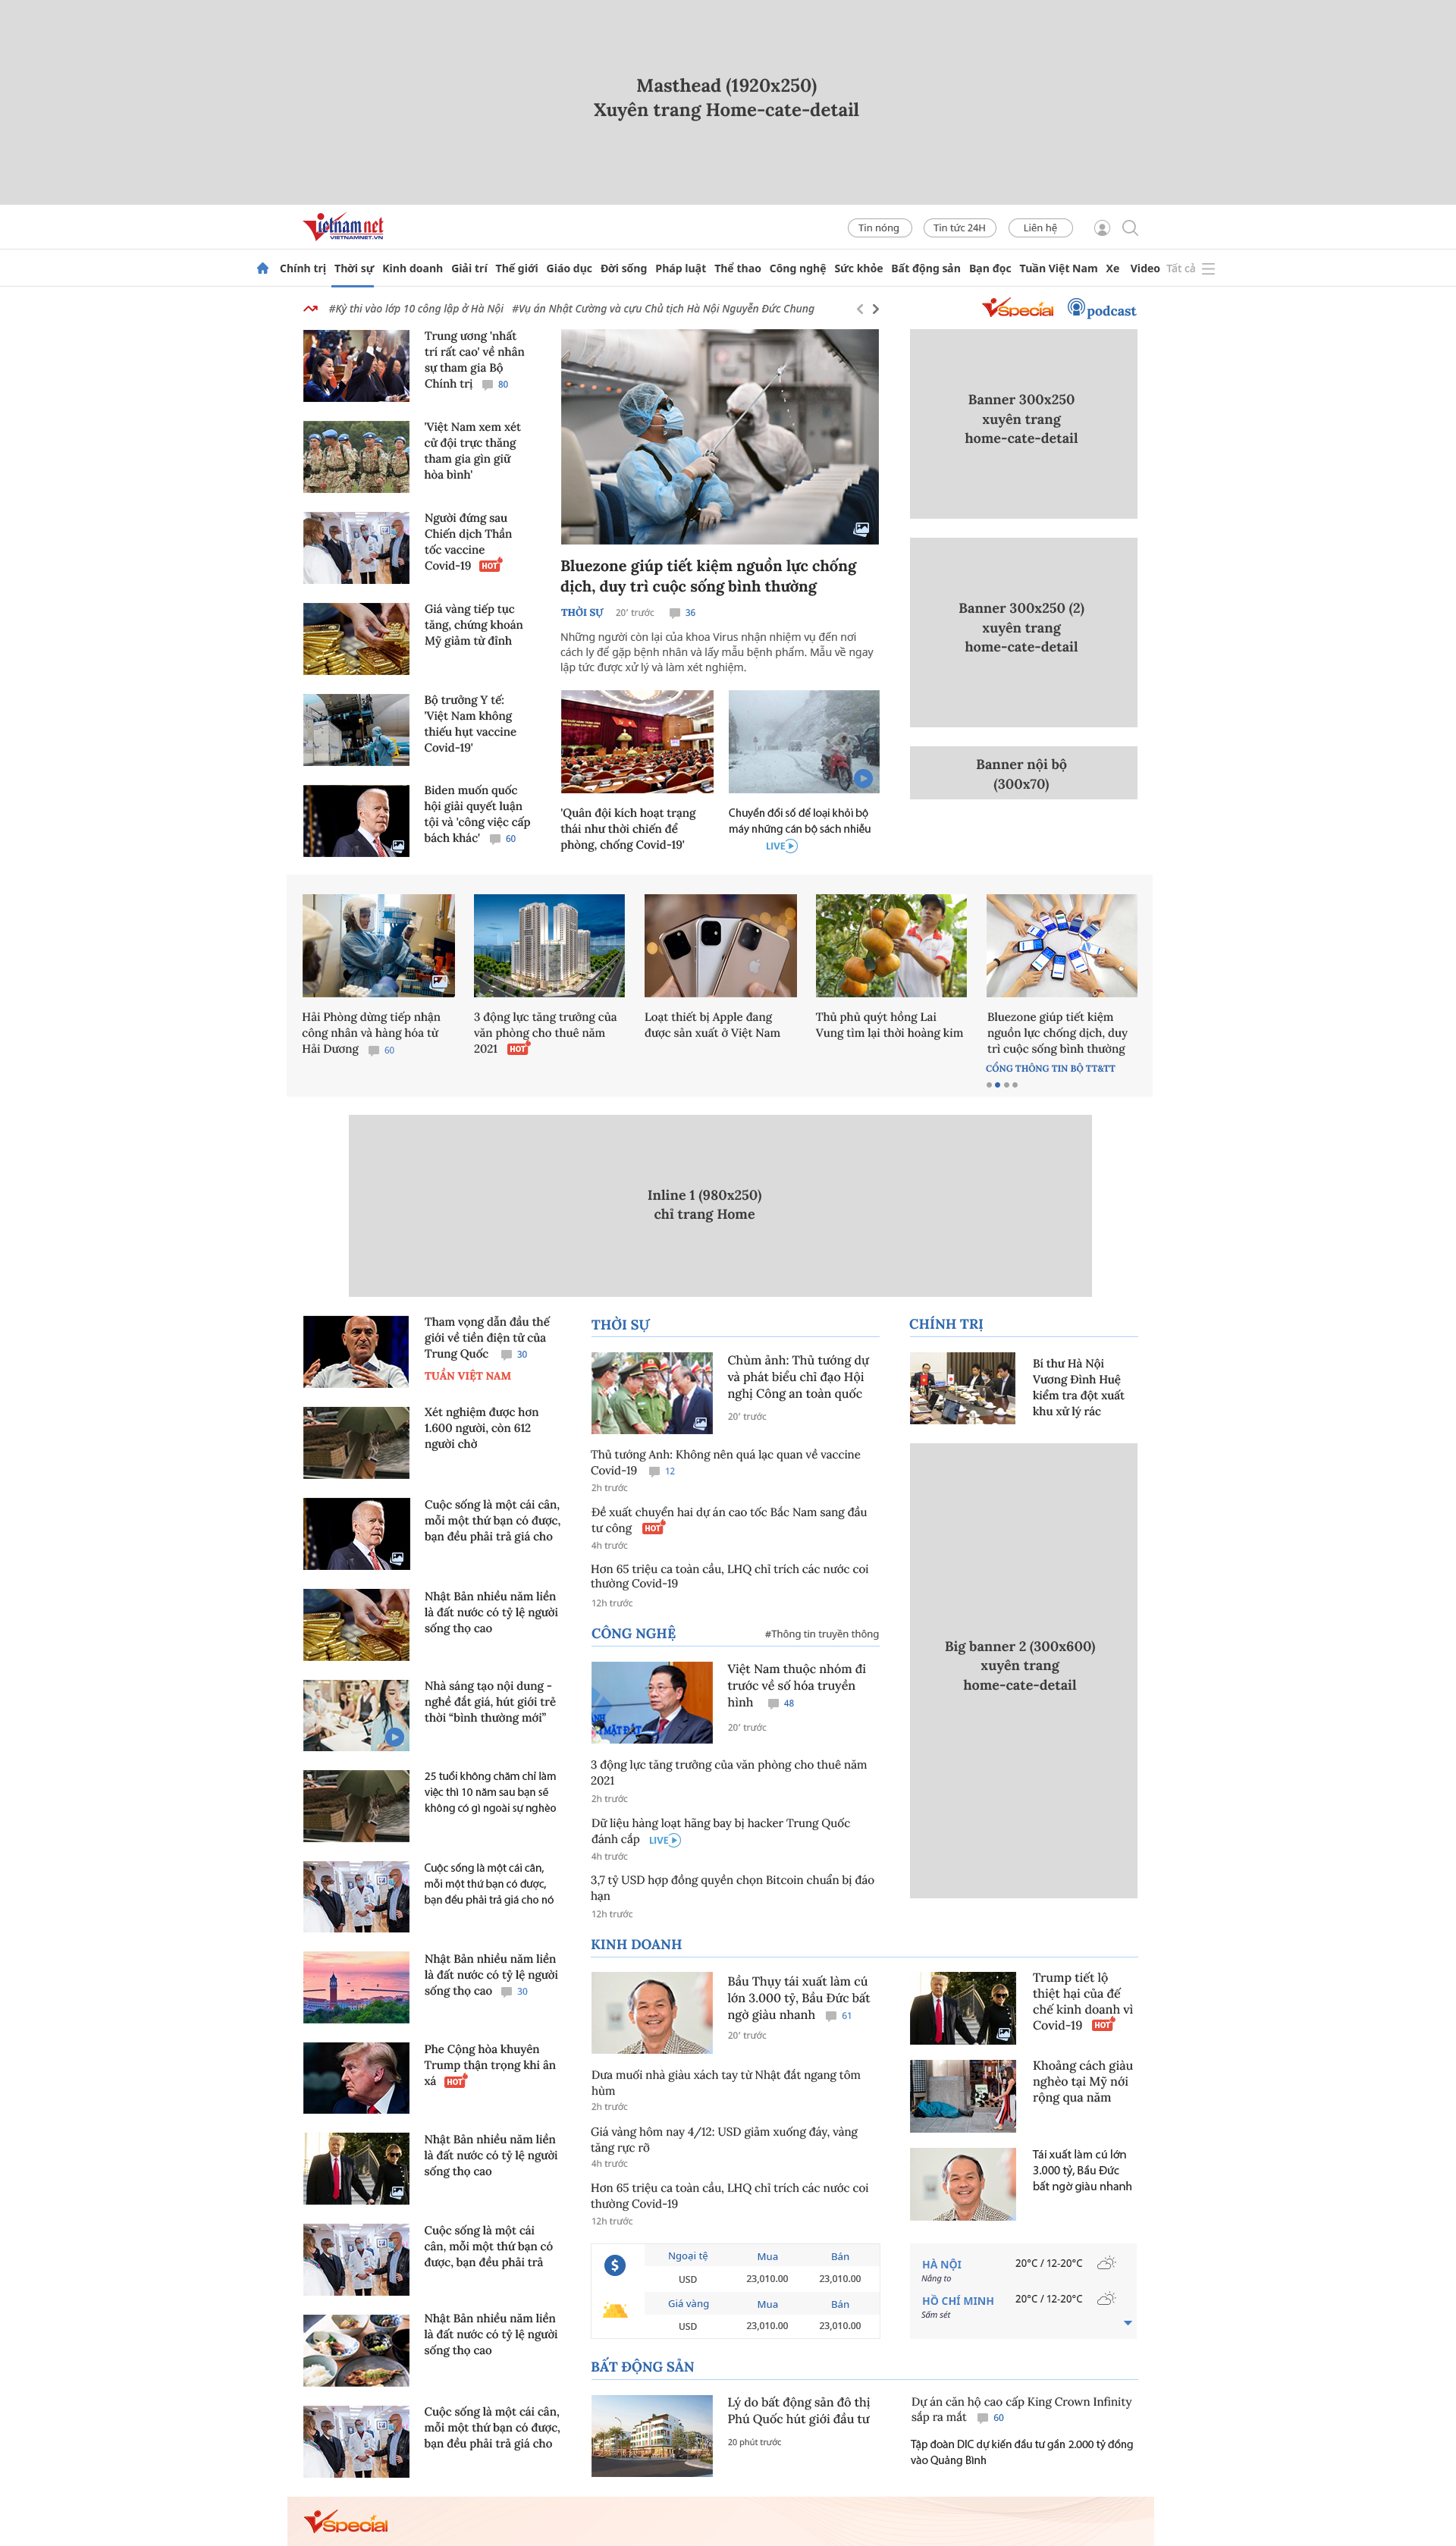 Masthead (1920x250)
Xuyên trang Home-cate-detail
Vietnamnet
VIETNAMNET.VN
Tin nóng
Tin tức 24H
Liên hệ
Chính trị Thời sự Kinh doanh Giải trí Thế giới Giáo dục Đời sống Pháp luật Thể thao Công nghệ Sức khỏe Bất động sản Bạn đọc Tuần Việt Nam Xe Video Tất cả
#Kỳ thi vào lớp 10 công lập ở Hà Nội #Vụ án Nhật Cường và cựu Chủ tịch Hà Nội Nguyễn Đức Chung
VSpecial
podcast
Trung ương 'nhất
trí rất cao' về nhân
sự tham gia Bộ
Chính trị 80
'Việt Nam xem xét
cử đội trực thăng
tham gia gìn giữ
hòa bình'
Người đứng sau
Chiến dịch Thần
tốc vaccine
Covid-19 HOT
Giá vàng tiếp tục
tăng, chứng khoán
Mỹ giảm từ đỉnh
Bộ trưởng Y tế:
'Việt Nam không
thiếu hụt vaccine
Covid-19'
Biden muốn quốc
hội giải quyết luận
tội và 'công việc cấp
bách khác' 60
Bluezone giúp tiết kiệm nguồn lực chống
dịch, duy trì cuộc sống bình thường
THỜI SỰ 20' trước 36
Những người còn lại của khoa Virus nhận nhiệm vụ đến nơi
cách ly để gặp bệnh nhân và lấy mẫu bệnh phẩm. Mẫu về ngay
lập tức được xử lý và làm xét nghiệm.
'Quân đội kích hoạt trạng
thái như thời chiến để
phòng, chống Covid-19'
Chuyển đổi số để loại khỏi bộ
máy những cán bộ sách nhiễu
LIVE
Banner 300x250
xuyên trang
home-cate-detail
Banner 300x250 (2)
xuyên trang
home-cate-detail
Banner nội bộ
(300x70)
Hải Phòng dừng tiếp nhận
công nhân và hàng hóa từ
Hải Dương 60
3 động lực tăng trưởng của
văn phòng cho thuê năm
2021 HOT
Loạt thiết bị Apple đang
được sản xuất ở Việt Nam
Thủ phủ quýt hồng Lai
Vung tìm lại thời hoàng kim
Bluezone giúp tiết kiệm
nguồn lực chống dịch, duy
trì cuộc sống bình thường
CỔNG THÔNG TIN BỘ TT&TT
Inline 1 (980x250)
chỉ trang Home
Tham vọng dẫn đầu thế
giới về tiền điện tử của
Trung Quốc 30
TUẦN VIỆT NAM
Xét nghiệm được hơn
1.600 người, còn 612
người chờ
Cuộc sống là một cái cân,
mỗi một thứ bạn có được,
bạn đều phải trả giá cho
Nhật Bản nhiều năm liền
là đất nước có tỷ lệ người
sống thọ cao
Nhà sáng tạo nội dung -
nghề đắt giá, hút giới trẻ
thời “bình thường mới”
25 tuổi không chăm chỉ làm
việc thì 10 năm sau bạn sẽ
không có gì ngoài sự nghèo
Cuộc sống là một cái cân,
mỗi một thứ bạn có được,
bạn đều phải trả giá cho nó
Nhật Bản nhiều năm liền
là đất nước có tỷ lệ người
sống thọ cao 30
Phe Cộng hòa khuyên
Trump thận trọng khi ân
xá HOT
Nhật Bản nhiều năm liền
là đất nước có tỷ lệ người
sống thọ cao
Cuộc sống là một cái
cân, mỗi một thứ bạn có
được, bạn đều phải trả
Nhật Bản nhiều năm liền
là đất nước có tỷ lệ người
sống thọ cao
Cuộc sống là một cái cân,
mỗi một thứ bạn có được,
bạn đều phải trả giá cho
THỜI SỰ
Chùm ảnh: Thủ tướng dự
và phát biểu chỉ đạo Hội
nghị Công an toàn quốc
20' trước
Thủ tướng Anh: Không nên quá lạc quan về vaccine
Covid-19 12
2h trước
Đề xuất chuyển hai dự án cao tốc Bắc Nam sang đầu
tư công HOT
4h trước
Hơn 65 triệu ca toàn cầu, LHQ chỉ trích các nước coi
thường Covid-19
12h trước
CÔNG NGHỆ #Thông tin truyền thông
Việt Nam thuộc nhóm đi
trước về số hóa truyền
hình 48
20' trước
3 động lực tăng trưởng của văn phòng cho thuê năm
2021
2h trước
Dữ liệu hàng loạt hãng bay bị hacker Trung Quốc
đánh cắp LIVE
4h trước
3,7 tỷ USD hợp đồng quyền chọn Bitcoin chuẩn bị đáo
hạn
12h trước
CHÍNH TRỊ
Bí thư Hà Nội
Vương Đình Huệ
kiểm tra đột xuất
khu xử lý rác
Big banner 2 (300x600)
xuyên trang
home-cate-detail
KINH DOANH
Bầu Thụy tái xuất làm cú
lớn 3.000 tỷ, Bầu Đức bất
ngờ giàu nhanh 61
20' trước
Dưa muối nhà giàu xách tay từ Nhật đắt ngang tôm
hùm
2h trước
Giá vàng hôm nay 4/12: USD giảm xuống đáy, vàng
tăng rực rỡ
4h trước
Hơn 65 triệu ca toàn cầu, LHQ chỉ trích các nước coi
thường Covid-19
12h trước
Trump tiết lộ
thiệt hại của đế
chế kinh doanh vì
Covid-19 HOT
Khoảng cách giàu
nghèo tại Mỹ nới
rộng qua năm
Tái xuất làm cú lớn
3.000 tỷ, Bầu Đức
bất ngờ giàu nhanh
Ngoại tệ Mua Bán
USD 23,010.00 23,010.00
Giá vàng Mua Bán
USD 23,010.00 23,010.00
HÀ NỘI 20°C / 12-20°C
Nắng to
HỒ CHÍ MINH 20°C / 12-20°C
Sấm sét
BẤT ĐỘNG SẢN
Lý do bất động sản đô thị
Phú Quốc hút giới đầu tư
20 phút trước
Dự án căn hộ cao cấp King Crown Infinity
sắp ra mắt 60
Tập đoàn DIC dự kiến đầu tư gần 2.000 tỷ đồng
vào Quảng Bình
VSpecial